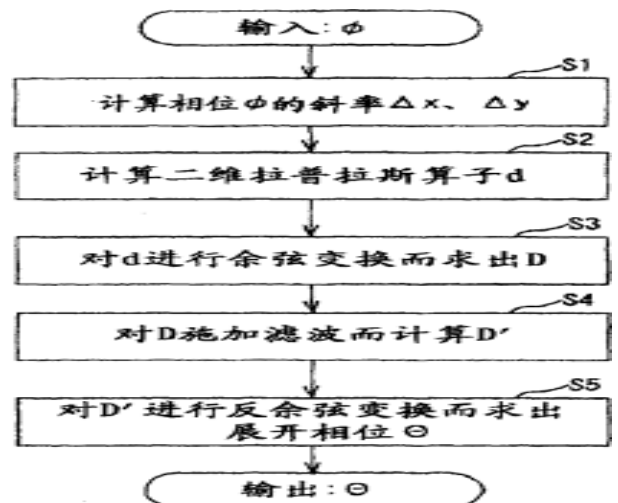 输入:φ
S1
计算相位φ的斜率Δx、Δy
S2
计算二维拉普拉斯算子d
S3
对d进行余弦变换而求出D
S4
对D施加滤波而计算D′
S5
对D′进行反余弦变换而求出
展开相位Θ
输出:Θ